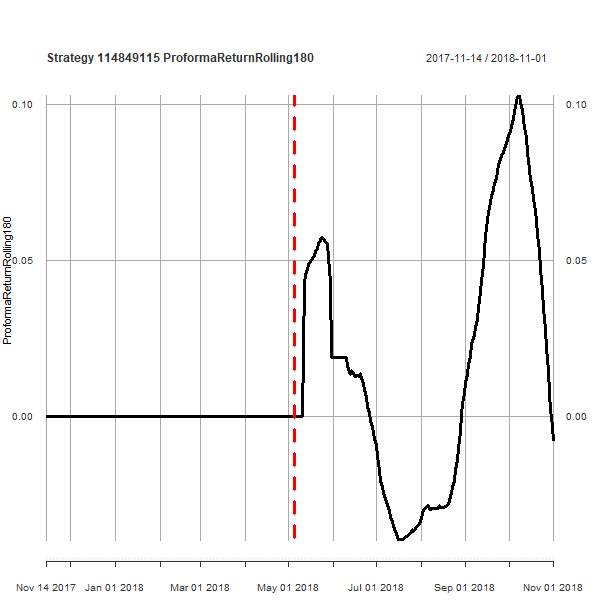 Strategy 114849115 ProformaReturnRolling180
2017-11-14 / 2018-11-01
0.10 0.10
0.05 0.05
0.00 0.00
ProformaReturnRolling180
Nov 14 2017 Jan 01 2018 Mar 01 2018 May 01 2018 Jul 01 2018 Sep 01 2018 Nov 01 2018